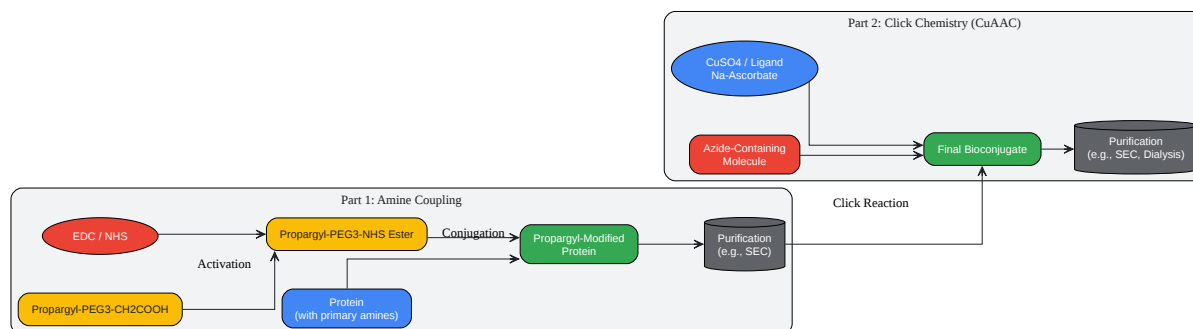 Part 2: Click Chemistry (CuAAC)
CuSO4 / Ligand
Na-Ascorbate
Azide-Containing
Molecule
Final Bioconjugate
Purification
(e.g., SEC, Dialysis)
Click Reaction
Part 1: Amine Coupling
EDC / NHS
Activation
Propargyl-PEG3-CH2COOH
Propargyl-PEG3-NHS Ester
Conjugation
Protein
(with primary amines)
Propargyl-Modified
Protein
Purification
(e.g., SEC)